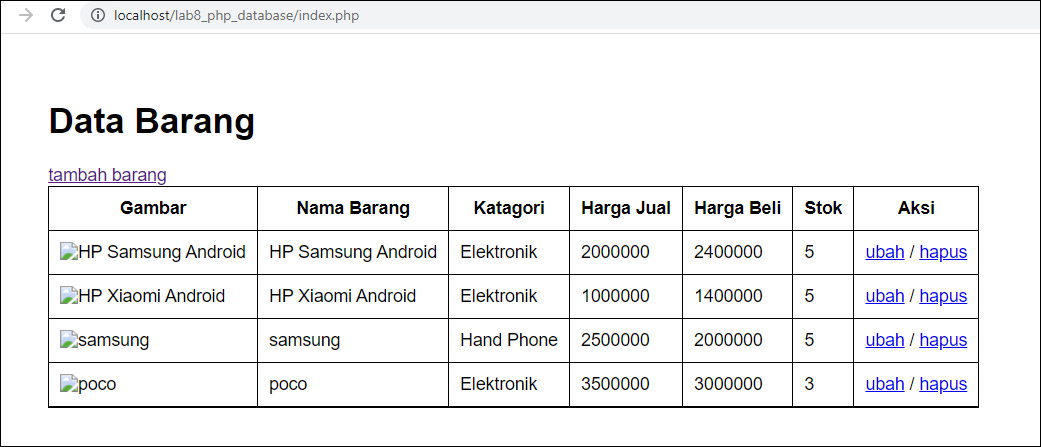 localhost/lab8_php_database/index.php
Data Barang
tambah barang
Gambar Nama Barang Katagori Harga Jual Harga Beli Stok Aksi
HP Samsung Android HP Samsung Android Elektronik 2000000 2400000 5 ubah / hapus
HP Xiaomi Android HP Xiaomi Android Elektronik 1000000 1400000 5 ubah / hapus
samsung samsung Hand Phone 2500000 2000000 5 ubah / hapus
poco poco Elektronik 3500000 3000000 3 ubah / hapus